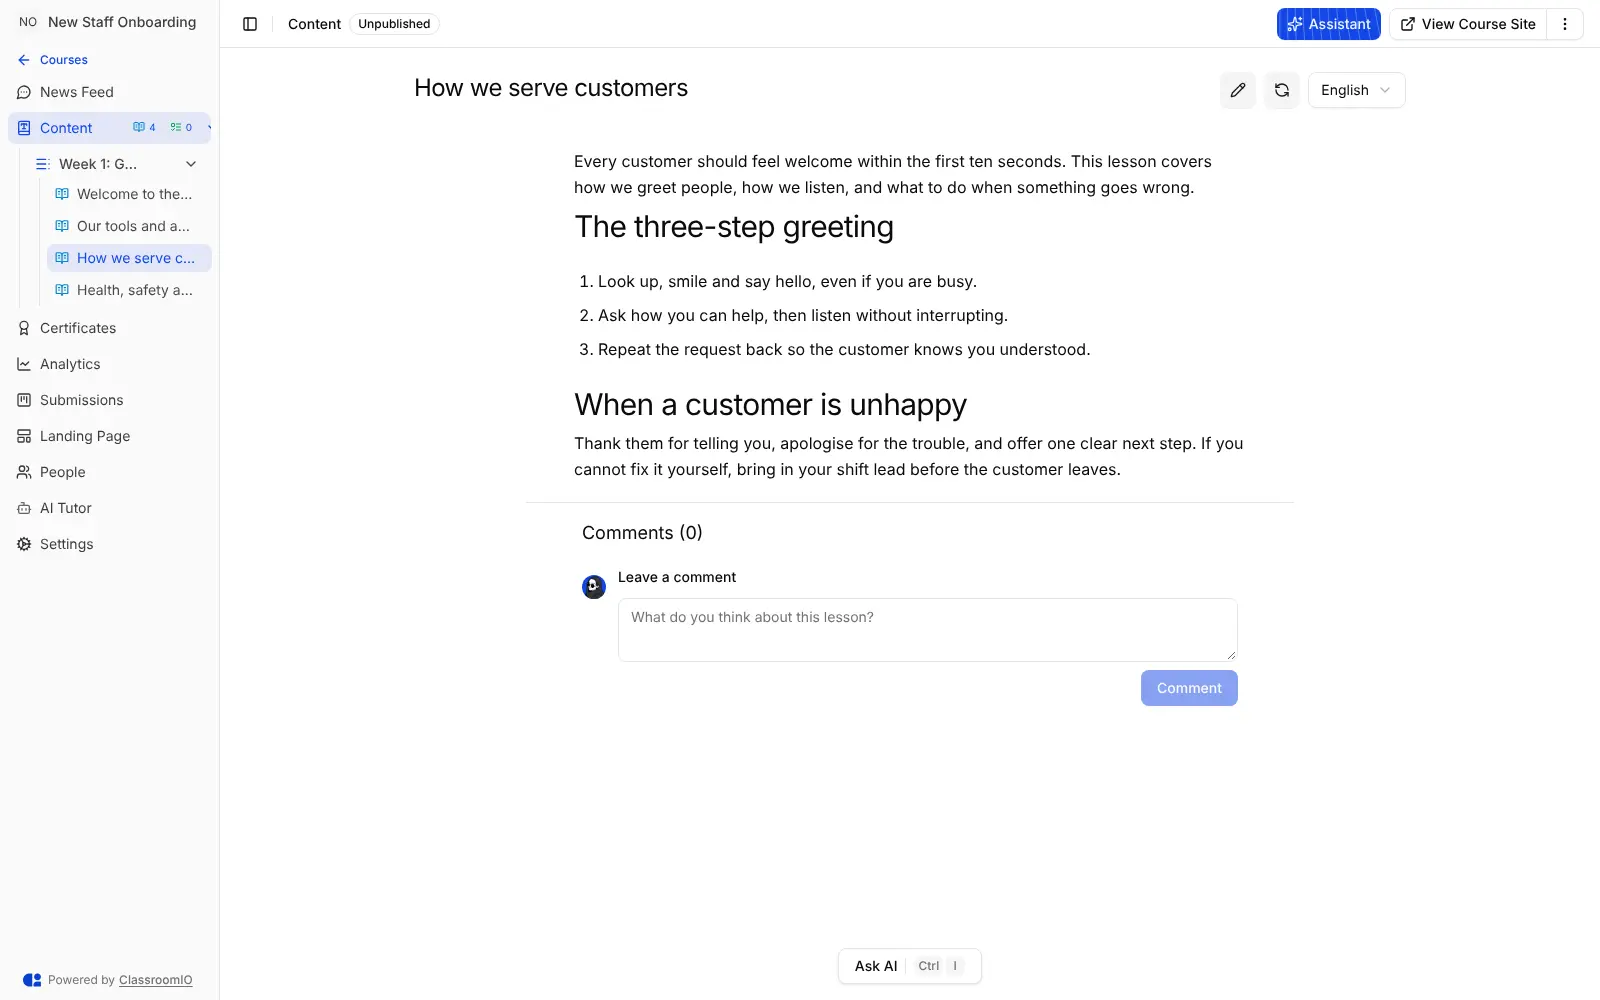 NO New Staff Onboarding
Courses
News Feed
Content 4 0
Week 1: G...
Welcome to the...
Our tools and a...
How we serve c...
Health, safety a...
Certificates
Analytics
Submissions
Landing Page
People
AI Tutor
Settings
Powered by ClassroomIO
Content Unpublished
Assistant
View Course Site
How we serve customers
English
Every customer should feel welcome within the first ten seconds. This lesson covers
how we greet people, how we listen, and what to do when something goes wrong.
The three-step greeting
1. Look up, smile and say hello, even if you are busy.
2. Ask how you can help, then listen without interrupting.
3. Repeat the request back so the customer knows you understood.
When a customer is unhappy
Thank them for telling you, apologise for the trouble, and offer one clear next step. If you
cannot fix it yourself, bring in your shift lead before the customer leaves.
Comments (0)
Leave a comment
What do you think about this lesson?
Comment
Ask AI Ctrl I